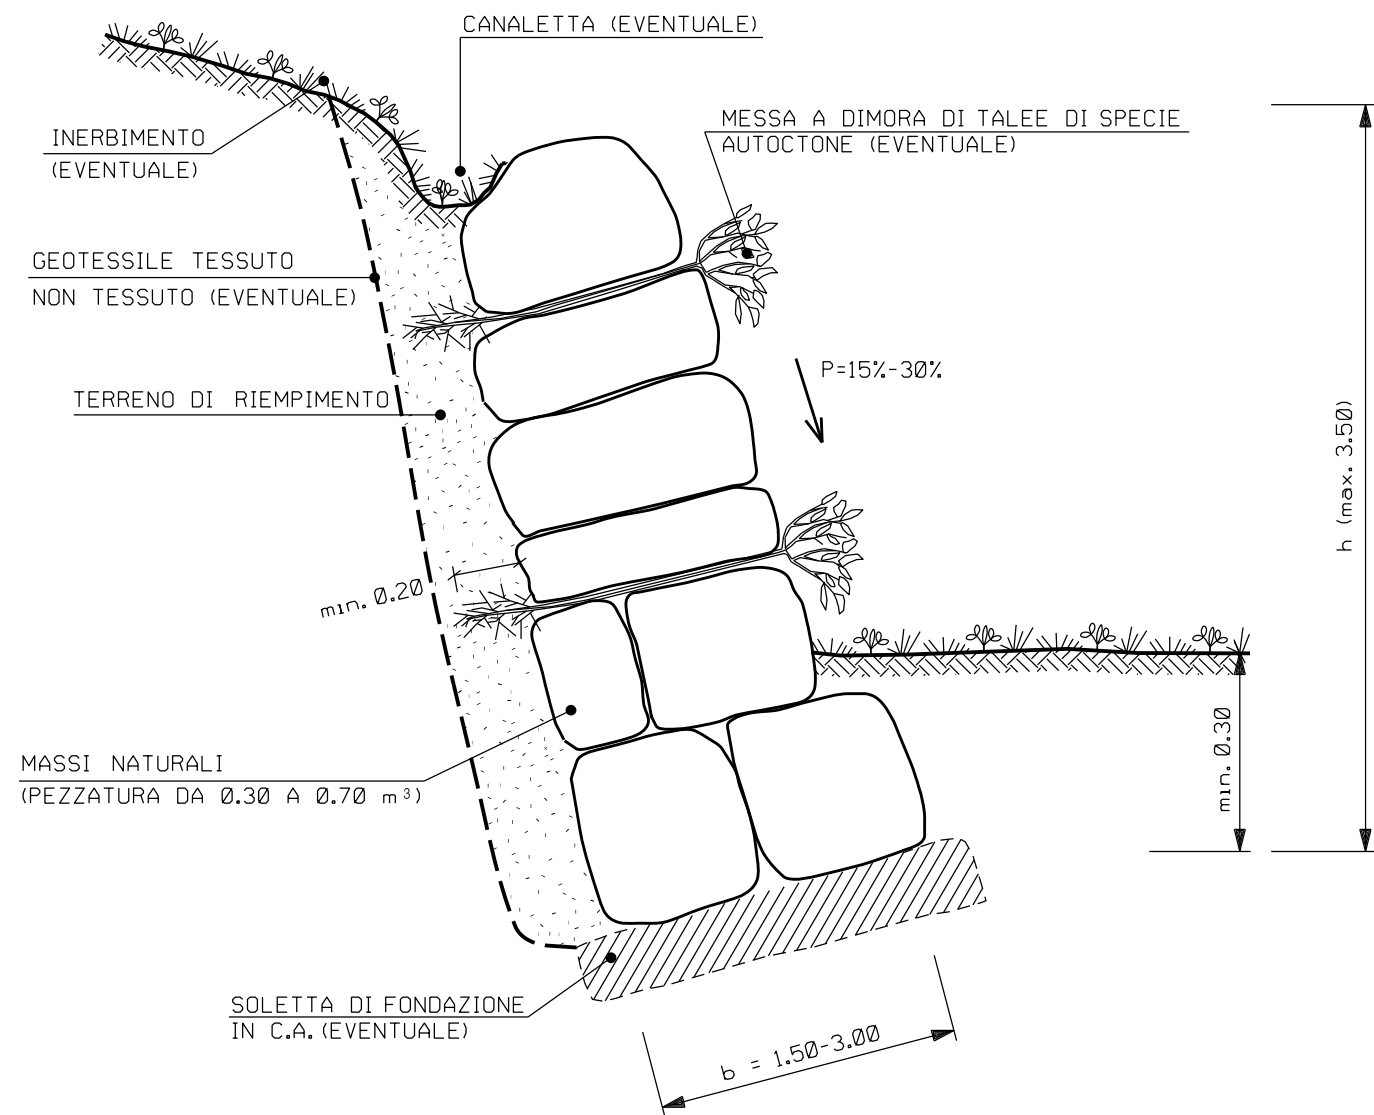 CANALETTA (EVENTUALE)
MESSA A DIMORA DI TALEE DI SPECIE
AUTOCTONE (EVENTUALE)
INERBIMENTO
(EVENTUALE)
GEOTESSILE TESSUTO
NON TESSUTO (EVENTUALE)
P=15%-30%
TERRENO DI RIEMPIMENTO
h (max. 3.50)
min. 0.20
min. 0.30
MASSI NATURALI
(PEZZATURA DA 0.30 A 0.70 m³)
SOLETTA DI FONDAZIONE
IN C.A. (EVENTUALE)
b = 1.50-3.00